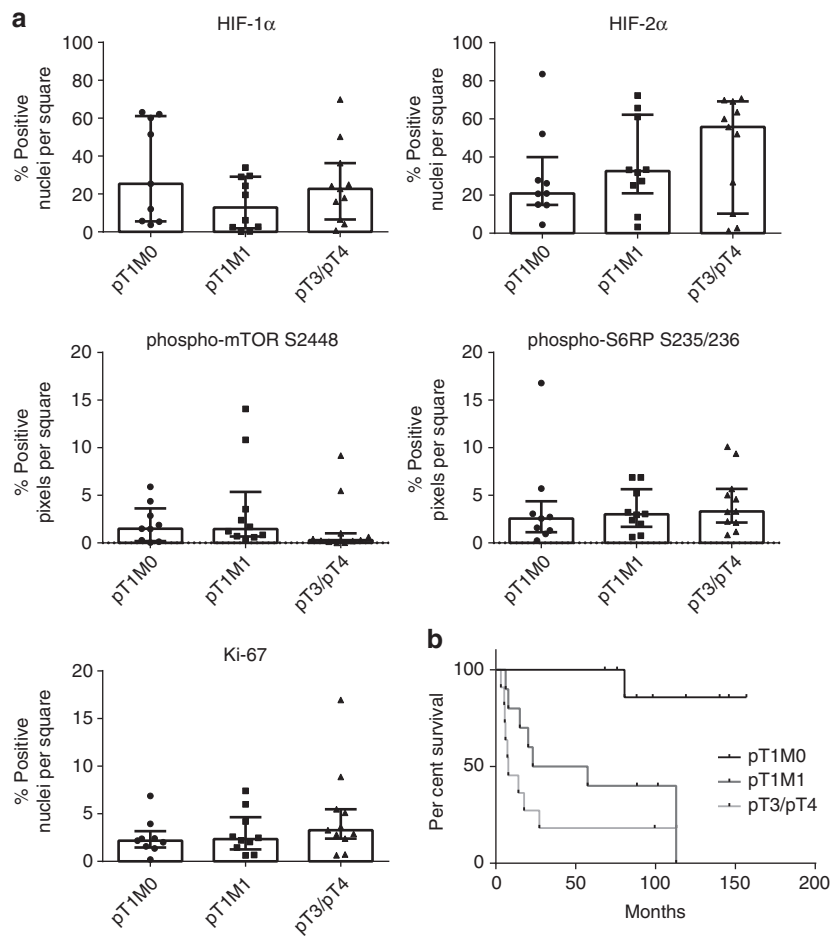 a
HIF-1α
% Positive
nuclei per square
100
80
60
40
20
0
pT1M0
pT1M1
pT3/pT4
HIF-2α
% Positive
nuclei per square
100
80
60
40
20
0
pT1M0
pT1M1
pT3/pT4
phospho-mTOR S2448
% Positive
pixels per square
20
15
10
5
0
pT1M0
pT1M1
pT3/pT4
phospho-S6RP S235/236
% Positive
pixels per square
20
15
10
5
0
pT1M0
pT1M1
pT3/pT4
Ki-67
% Positive
nuclei per square
20
15
10
5
0
pT1M0
pT1M1
pT3/pT4
b
Per cent survival
100
50
0
0 50 100 150 200
Months
pT1M0
pT1M1
pT3/pT4